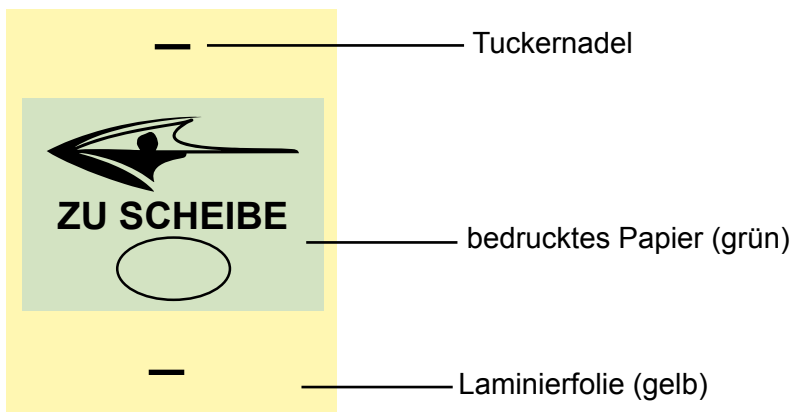 Tuckernadel
ZU SCHEIBE
bedrucktes Papier (grün)
Laminierfolie (gelb)